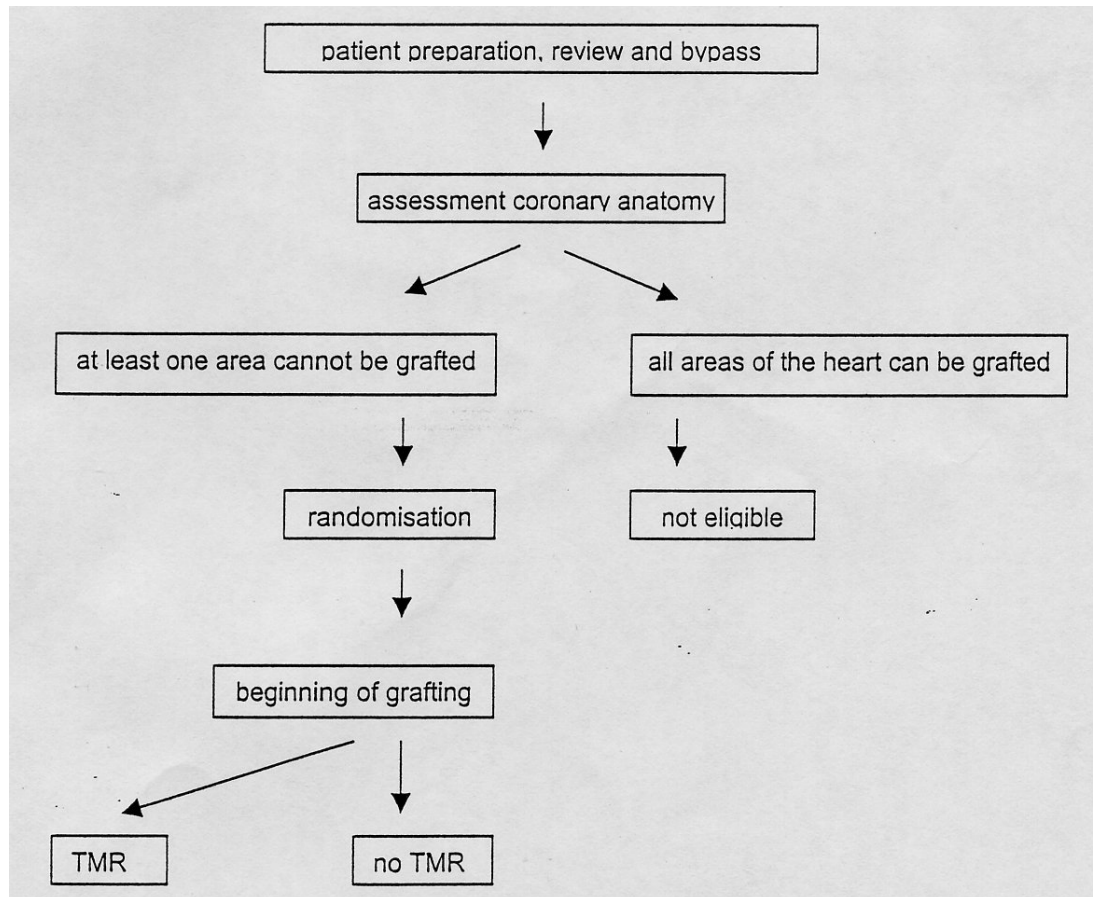 patient preparation, review and bypass
assessment coronary anatomy
at least one area cannot be grafted
all areas of the heart can be grafted
randomisation
not eligible
beginning of grafting
TMR
no TMR